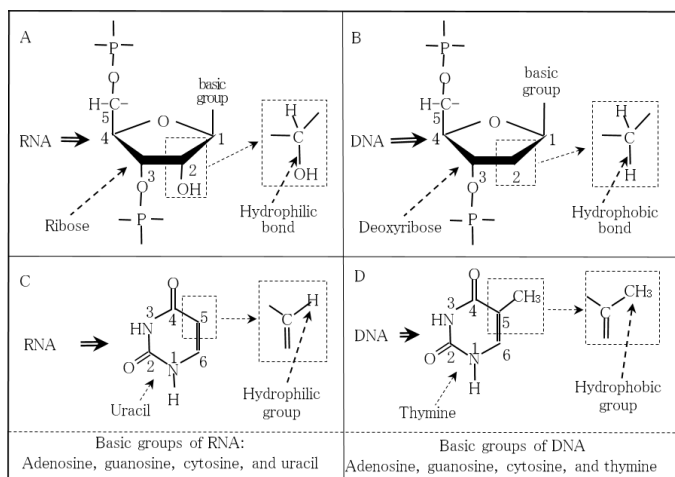 A
P
O
H–C–
5
O
basic
group
4
1
RNA
3
2
O
OH
P
Ribose
H
C
OH
Hydrophilic
bond
B
P
O
H–C–
5
O
basic
group
4
1
DNA
3
2
O
P
Deoxyribose
H
C
H
Hydrophobic
bond
C
O
3
4
5
HN
RNA
2
1
6
O
N
H
Uracil
H
C
Hydrophilic
group
D
O
CH3
3
4
5
HN
DNA
2
1
6
O
N
H
Thymine
CH3
C
Hydrophobic
group
Basic groups of RNA:
Adenosine, guanosine, cytosine, and uracil
Basic groups of DNA
Adenosine, guanosine, cytosine, and thymine